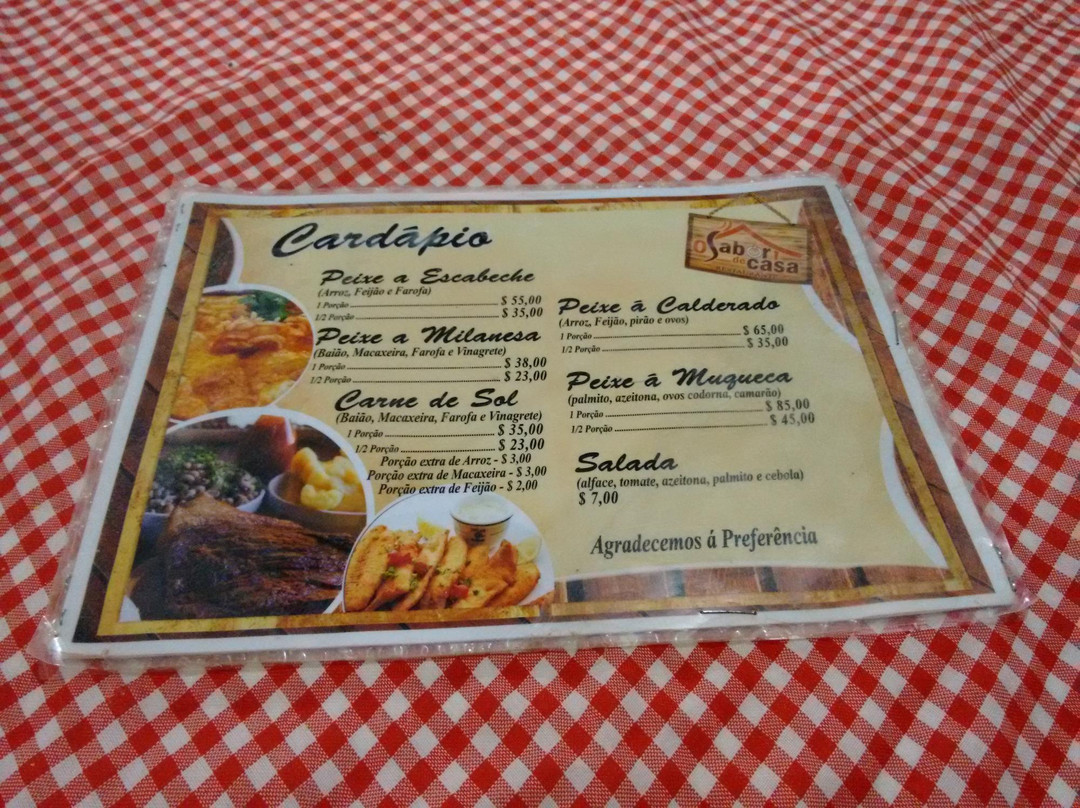 Cardápio
O Sabor
de casa
RESTAURANTE
Peixe a Escabeche
(Arroz, Feijão e Farofa)
1 Porção $ 55,00
1/2 Porção $ 35,00
Peixe a Milanesa
(Baião, Macaxeira, Farofa e Vinagrete)
1 Porção $ 38,00
1/2 Porção $ 23,00
Carne de Sol
(Baião, Macaxeira, Farofa e Vinagrete)
1 Porção $ 35,00
1/2 Porção $ 23,00
Porção extra de Arroz - $ 3,00
Porção extra de Macaxeira - $ 3,00
Porção extra de Feijão - $ 2,00
Peixe á Calderado
(Arroz, Feijão, pirão e ovos)
1 Porção $ 65,00
1/2 Porção $ 35,00
Peixe á Muqueca
(palmito, azeitona, ovos codorna, camarão)
1 Porção $ 85,00
1/2 Porção $ 45,00
Salada
(alface, tomate, azeitona, palmito e cebola)
$ 7,00
Agradecemos á Preferência